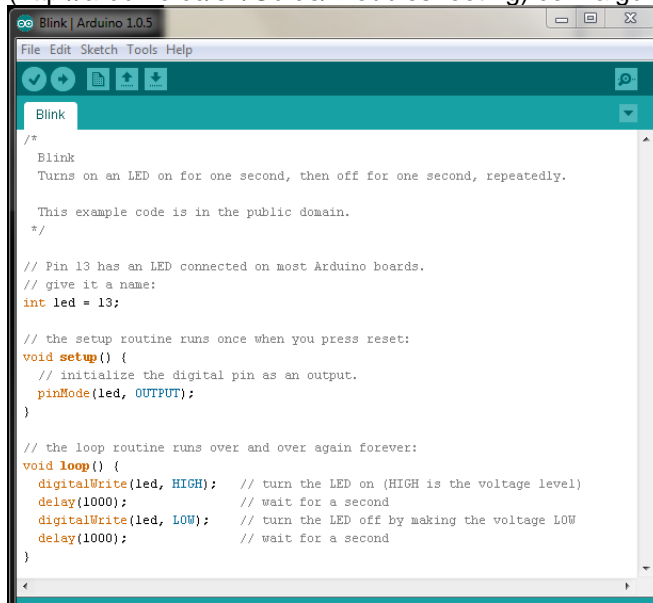 Blink | Arduino 1.0.5
File Edit Sketch Tools Help
Blink
/*
  Blink
  Turns on an LED on for one second, then off for one second, repeatedly.

  This example code is in the public domain.
 */

// Pin 13 has an LED connected on most Arduino boards.
// give it a name:
int led = 13;

// the setup routine runs once when you press reset:
void setup() {
  // initialize the digital pin as an output.
  pinMode(led, OUTPUT);
}

// the loop routine runs over and over again forever:
void loop() {
  digitalWrite(led, HIGH);   // turn the LED on (HIGH is the voltage level)
  delay(1000);               // wait for a second
  digitalWrite(led, LOW);    // turn the LED off by making the voltage LOW
  delay(1000);               // wait for a second
}